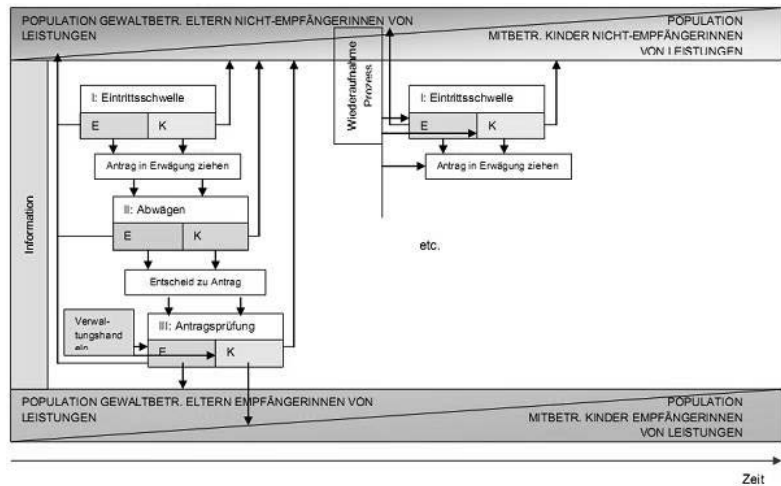 POPULATION GEWALTBETR. ELTERN NICHT-EMPFÄNGERINNEN VON
LEISTUNGEN
POPULATION
MITBETR. KINDER NICHT-EMPFÄNGERINNEN
VON LEISTUNGEN
Information
I: Eintrittsschwelle
E
K
Antrag in Erwägung ziehen
II: Abwägen
E
K
Entscheid zu Antrag
Verwal-
tungshand
eln
III: Antragsprüfung
E
K
Wiederaufnahme
Prozess
I: Eintrittsschwelle
E
K
Antrag in Erwägung ziehen
etc.
POPULATION GEWALTBETR. ELTERN EMPFÄNGERINNEN VON
LEISTUNGEN
POPULATION
MITBETR. KINDER EMPFÄNGERINNEN
VON LEISTUNGEN
Zeit